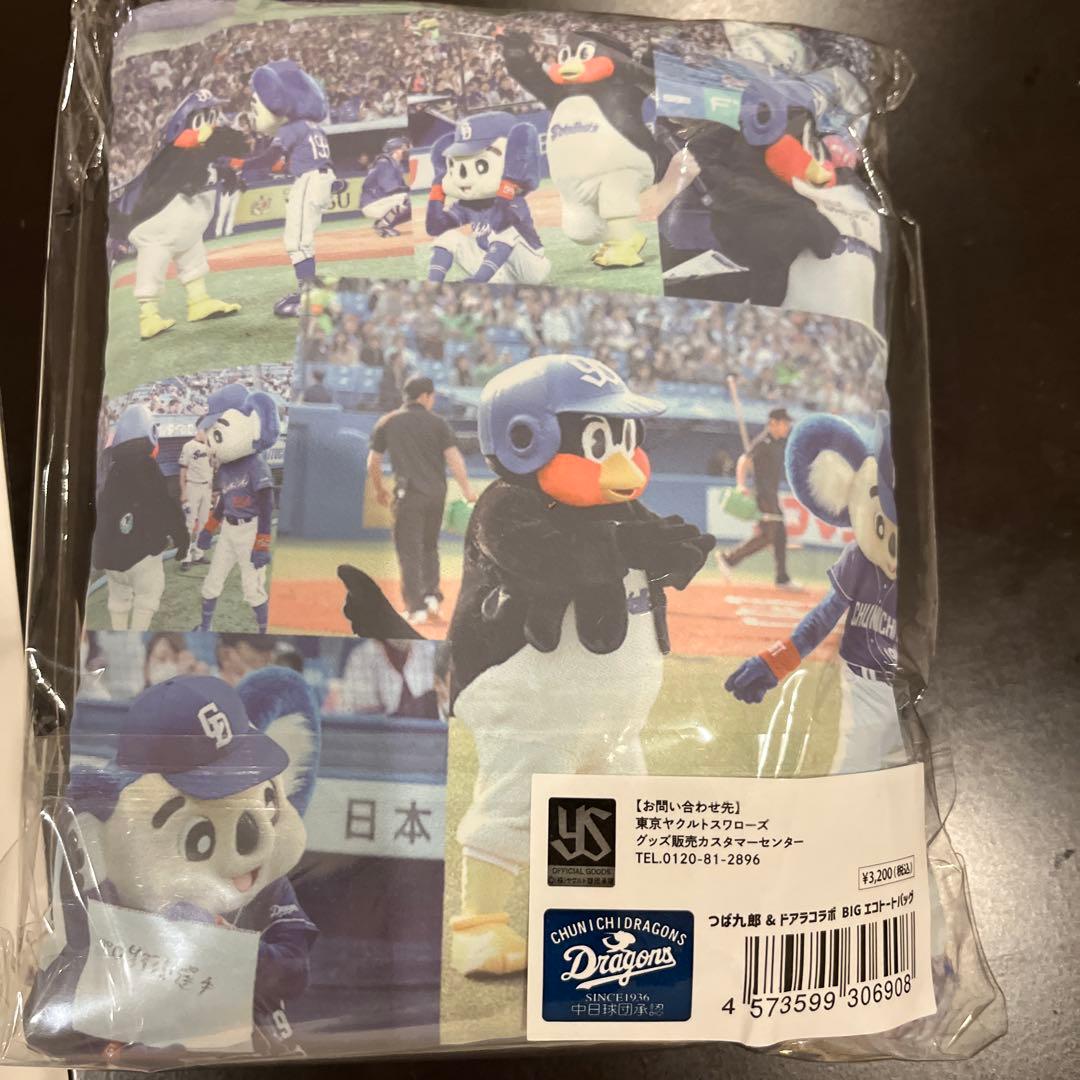 日本
CHUNICHI
Dragons
【お問い合わせ先】
東京ヤクルトスワローズ
グッズ販売カスタマーセンター
TEL.0120-81-2896
YS
OFFICIAL GOODS
¥3,200(税込)
つば九郎 & ドアラコラボ BIG エコトートバッグ
CHUNICHI DRAGONS
Dragons
SINCE1936
中日球団承認
4 573599 306908